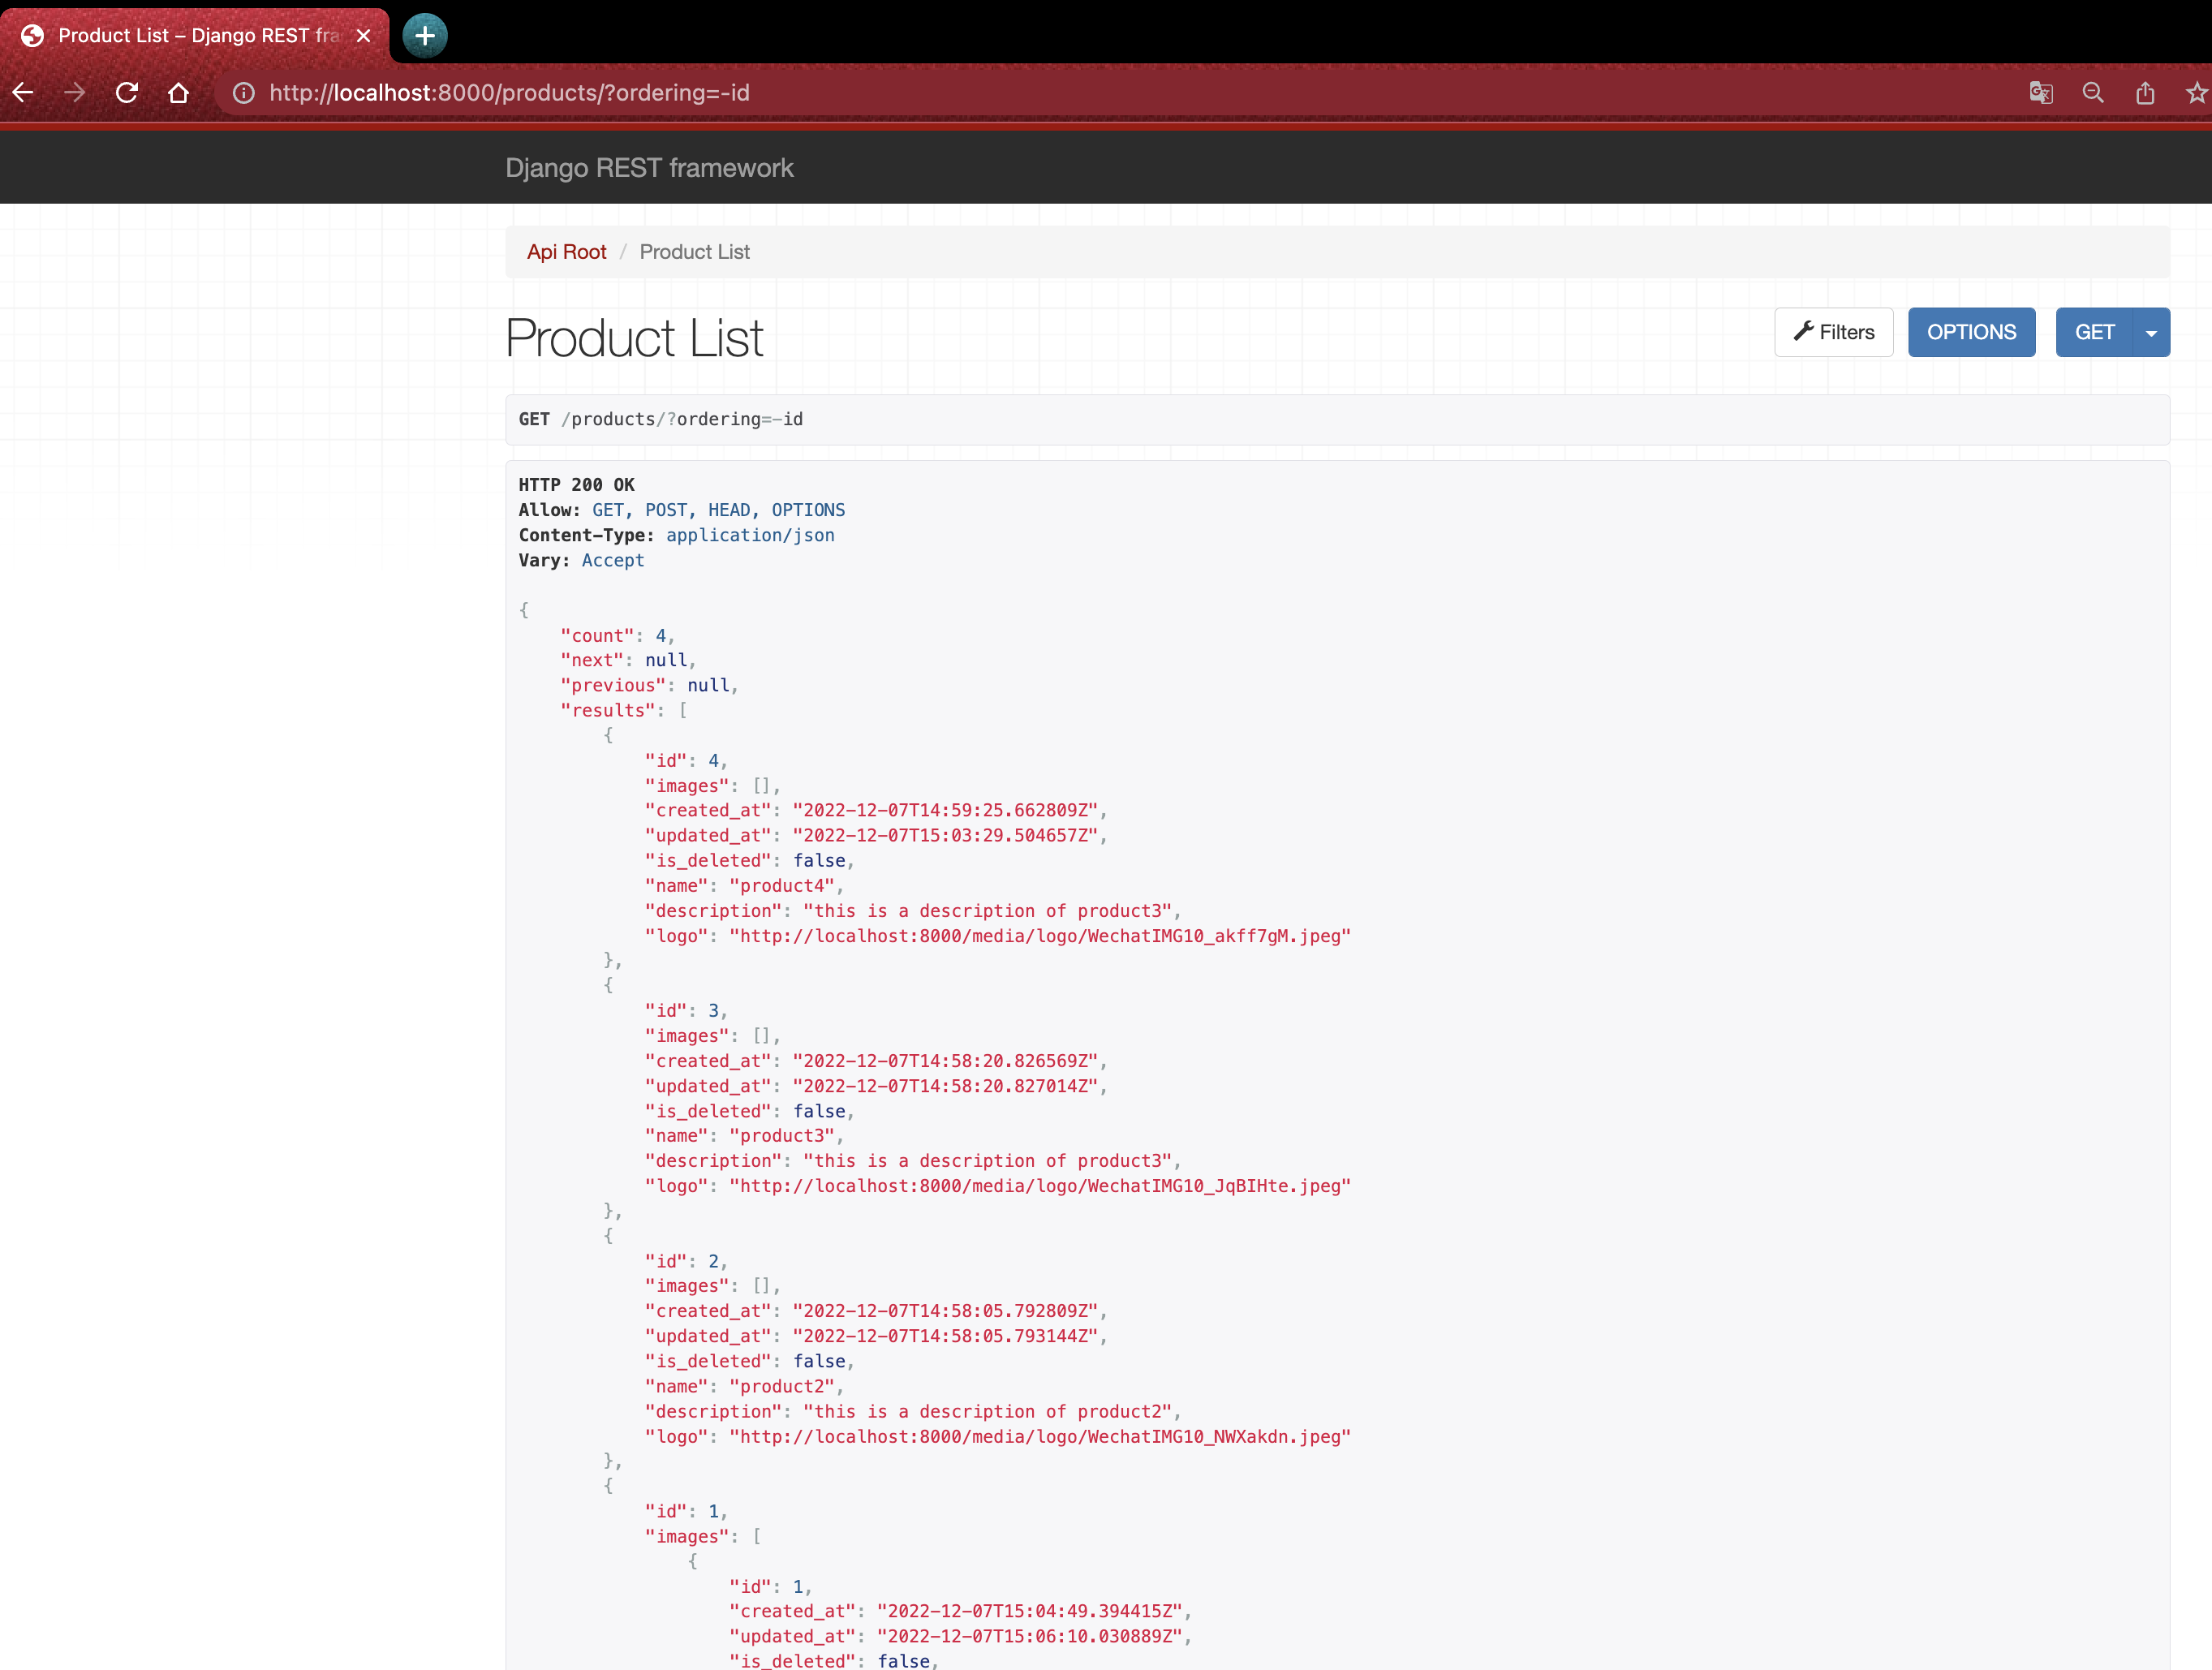 Product List – Django REST fra
http://localhost:8000/products/?ordering=-id
Django REST framework
Api Root / Product List
Product List
Filters
OPTIONS
GET
GET /products/?ordering=-id
HTTP 200 OK
Allow: GET, POST, HEAD, OPTIONS
Content-Type: application/json
Vary: Accept
{
    "count": 4,
    "next": null,
    "previous": null,
    "results": [
        {
            "id": 4,
            "images": [],
            "created_at": "2022-12-07T14:59:25.662809Z",
            "updated_at": "2022-12-07T15:03:29.504657Z",
            "is_deleted": false,
            "name": "product4",
            "description": "this is a description of product3",
            "logo": "http://localhost:8000/media/logo/WechatIMG10_akff7gM.jpeg"
        },
        {
            "id": 3,
            "images": [],
            "created_at": "2022-12-07T14:58:20.826569Z",
            "updated_at": "2022-12-07T14:58:20.827014Z",
            "is_deleted": false,
            "name": "product3",
            "description": "this is a description of product3",
            "logo": "http://localhost:8000/media/logo/WechatIMG10_JqBIHte.jpeg"
        },
        {
            "id": 2,
            "images": [],
            "created_at": "2022-12-07T14:58:05.792809Z",
            "updated_at": "2022-12-07T14:58:05.793144Z",
            "is_deleted": false,
            "name": "product2",
            "description": "this is a description of product2",
            "logo": "http://localhost:8000/media/logo/WechatIMG10_NWXakdn.jpeg"
        },
        {
            "id": 1,
            "images": [
                {
                    "id": 1,
                    "created_at": "2022-12-07T15:04:49.394415Z",
                    "updated_at": "2022-12-07T15:06:10.030889Z",
                    "is_deleted": false,